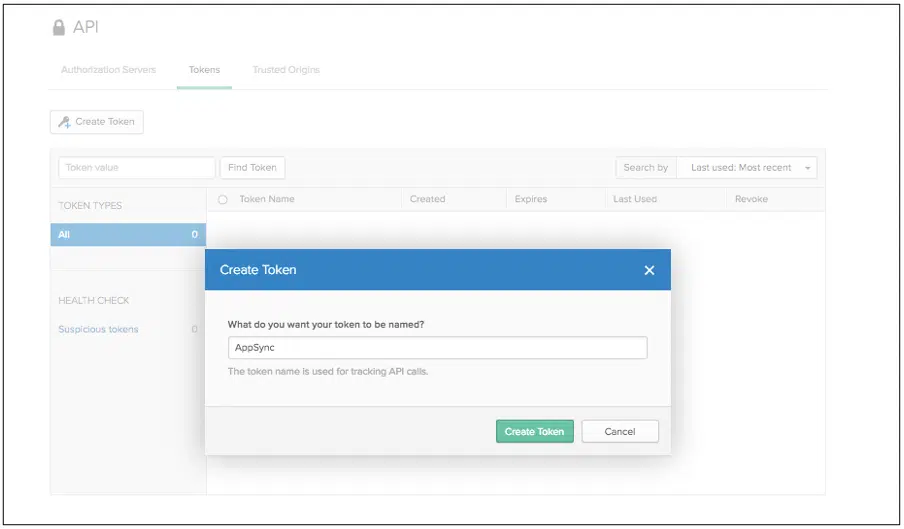 API
Authorization Servers Tokens Trusted Origins
Create Token
Token value Find Token Search by Last used: Most recent
TOKEN TYPES Token Name Created Expires Last Used Revoke
All 0
Create Token
HEALTH CHECK
Suspicious tokens 0
What do you want your token to be named?
AppSync
The token name is used for tracking API calls.
Create Token Cancel